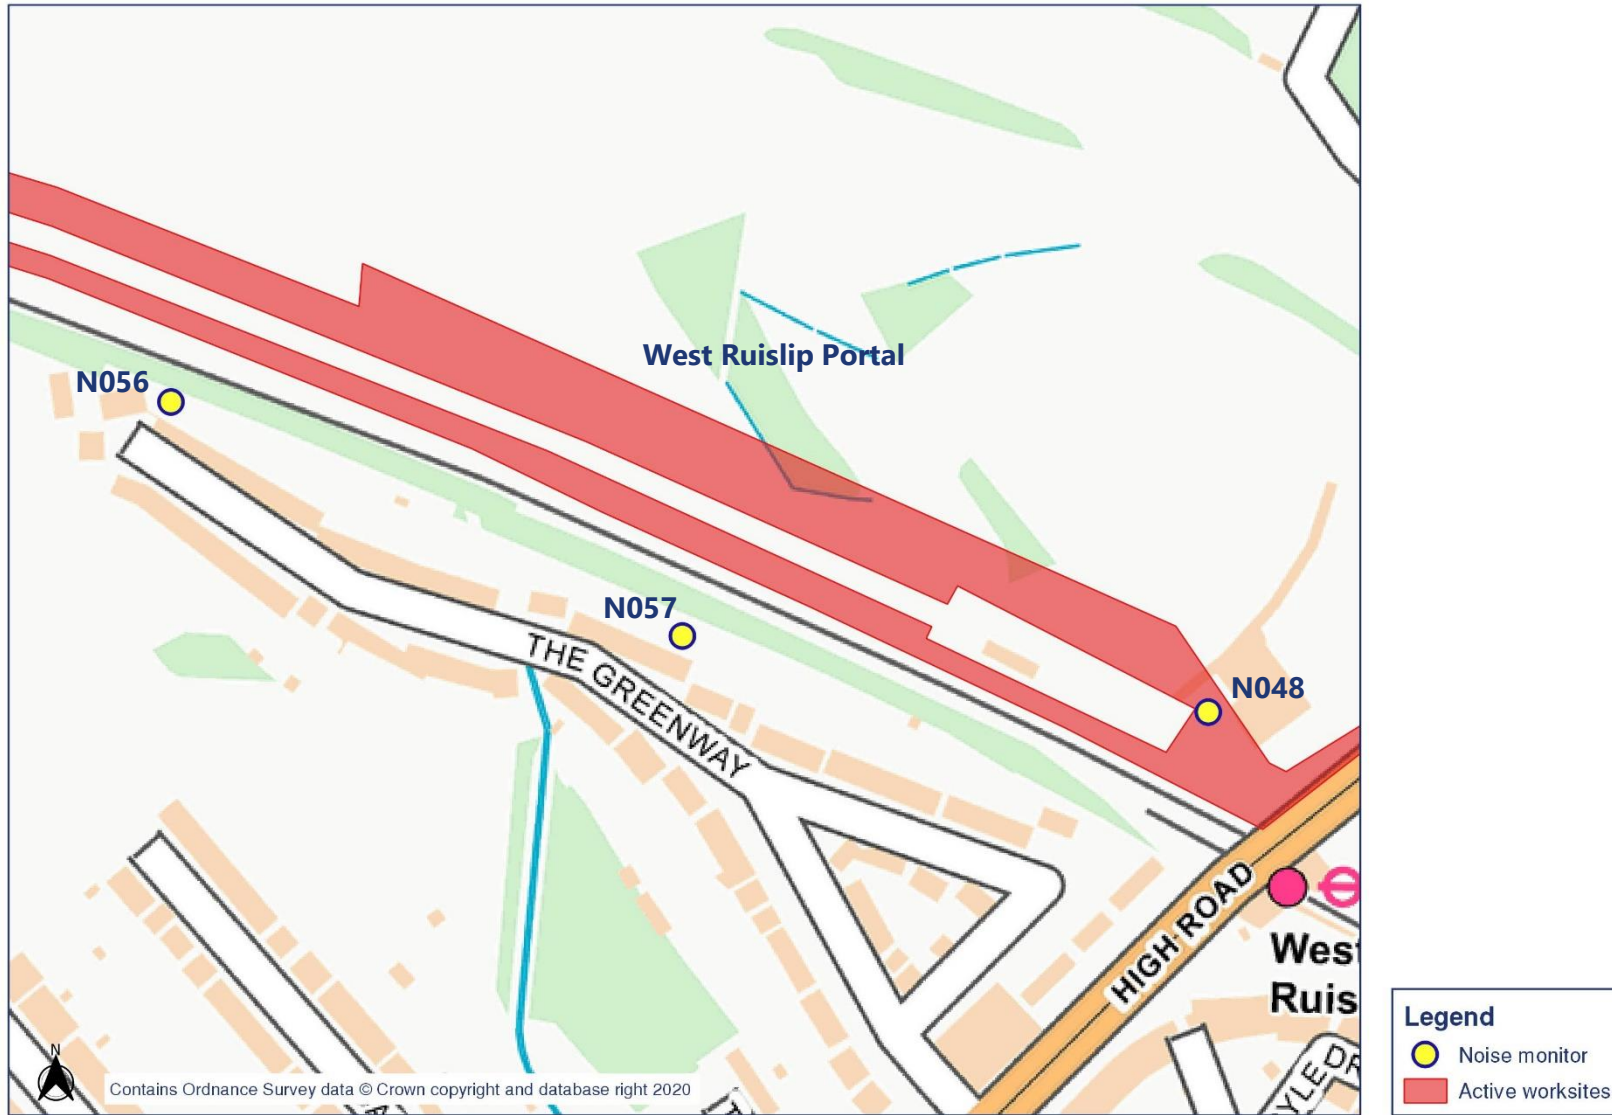 N056
West Ruislip Portal
N057
THE GREENWAY
N048
HIGH ROAD
West
Ruis
N
Contains Ordnance Survey data © Crown copyright and database right 2020
Legend
Noise monitor
Active worksites